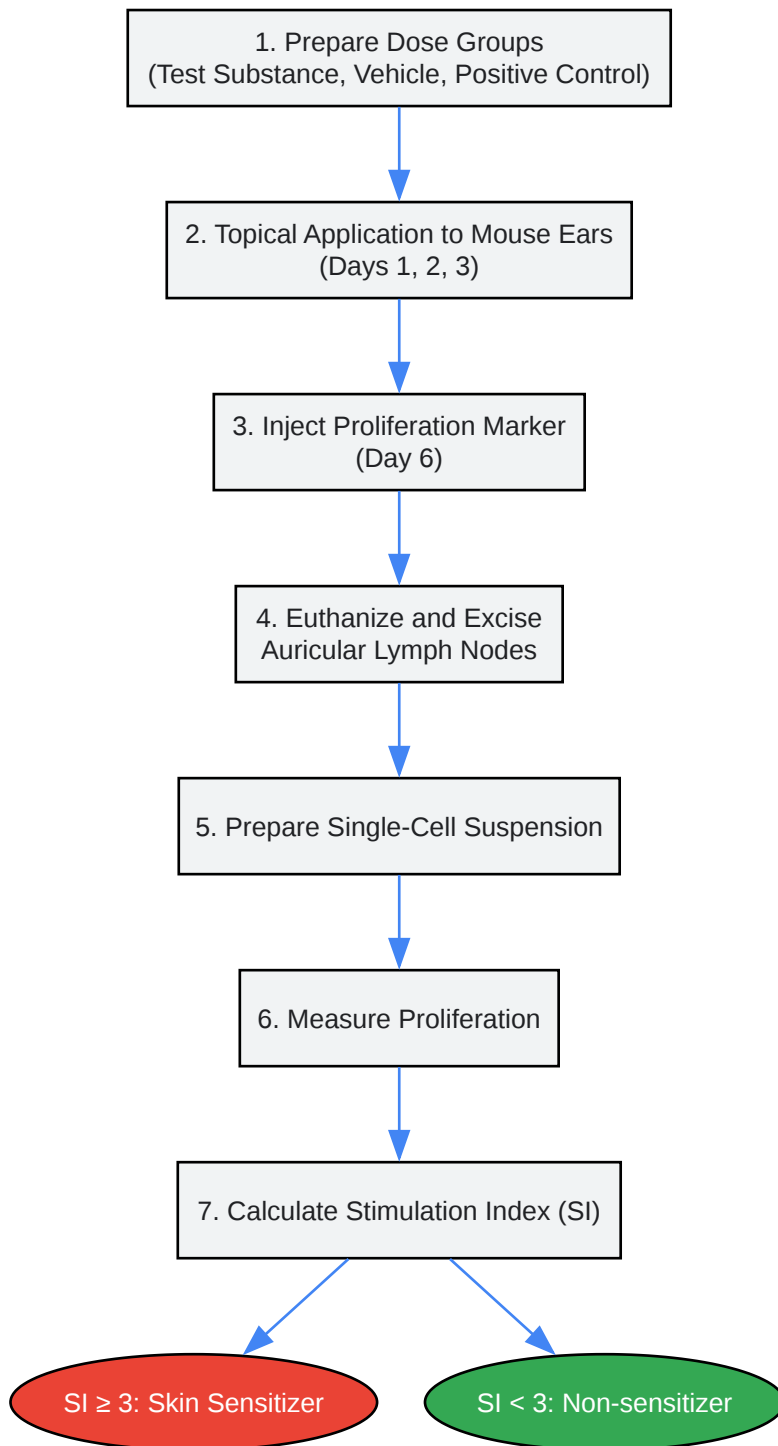 1. Prepare Dose Groups
(Test Substance, Vehicle, Positive Control)
2. Topical Application to Mouse Ears
(Days 1, 2, 3)
3. Inject Proliferation Marker
(Day 6)
4. Euthanize and Excise
Auricular Lymph Nodes
5. Prepare Single-Cell Suspension
6. Measure Proliferation
7. Calculate Stimulation Index (SI)
SI ≥ 3: Skin Sensitizer
SI < 3: Non-sensitizer